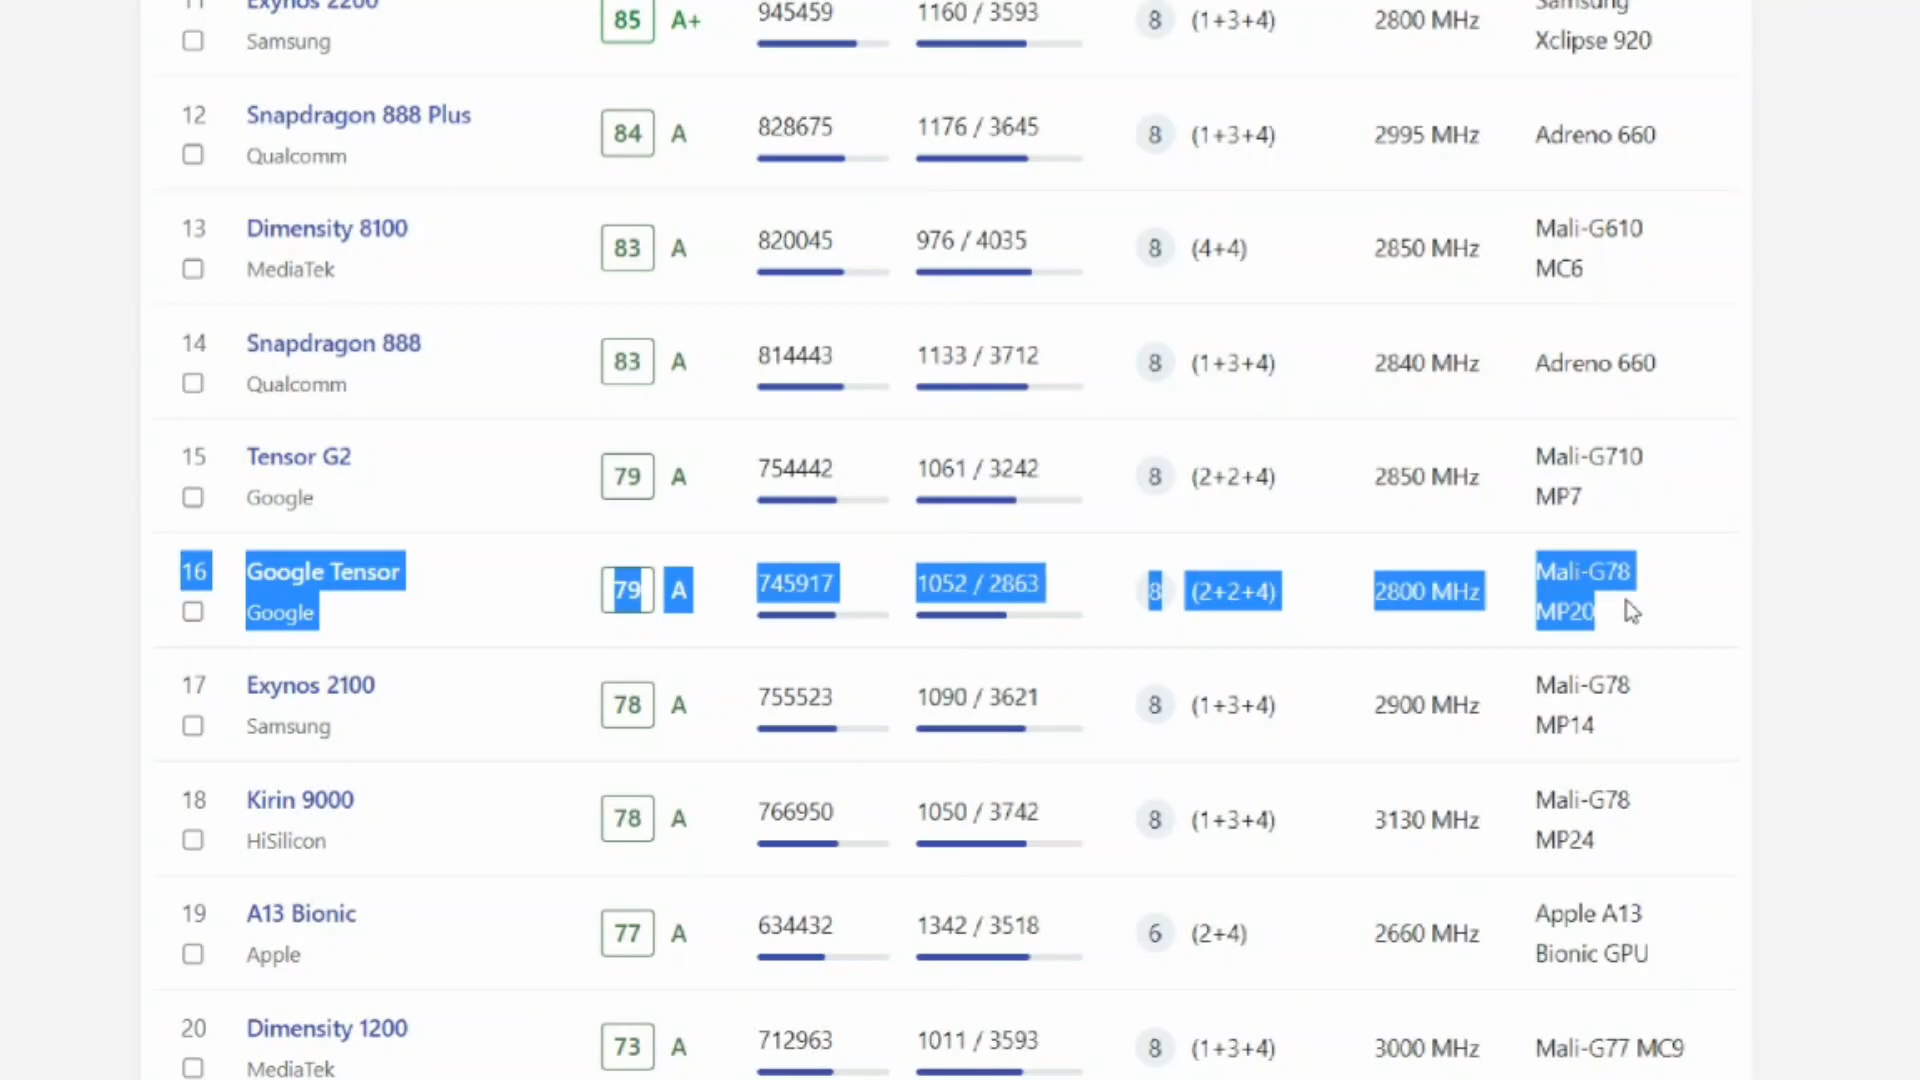 11 Exynos 2200 85 A+ 945459 1160 / 3593 8 (1+3+4) 2800 MHz Samsung
Samsung Xclipse 920
12 Snapdragon 888 Plus 84 A 828675 1176 / 3645 8 (1+3+4) 2995 MHz Adreno 660
Qualcomm
13 Dimensity 8100 83 A 820045 976 / 4035 8 (4+4) 2850 MHz Mali-G610
MediaTek MC6
14 Snapdragon 888 83 A 814443 1133 / 3712 8 (1+3+4) 2840 MHz Adreno 660
Qualcomm
15 Tensor G2 79 A 754442 1061 / 3242 8 (2+2+4) 2850 MHz Mali-G710
Google MP7
16 Google Tensor 79 A 745917 1052 / 2863 8 (2+2+4) 2800 MHz Mali-G78
Google MP20
17 Exynos 2100 78 A 755523 1090 / 3621 8 (1+3+4) 2900 MHz Mali-G78
Samsung MP14
18 Kirin 9000 78 A 766950 1050 / 3742 8 (1+3+4) 3130 MHz Mali-G78
HiSilicon MP24
19 A13 Bionic 77 A 634432 1342 / 3518 6 (2+4) 2660 MHz Apple A13
Apple Bionic GPU
20 Dimensity 1200 73 A 712963 1011 / 3593 8 (1+3+4) 3000 MHz Mali-G77 MC9
MediaTek